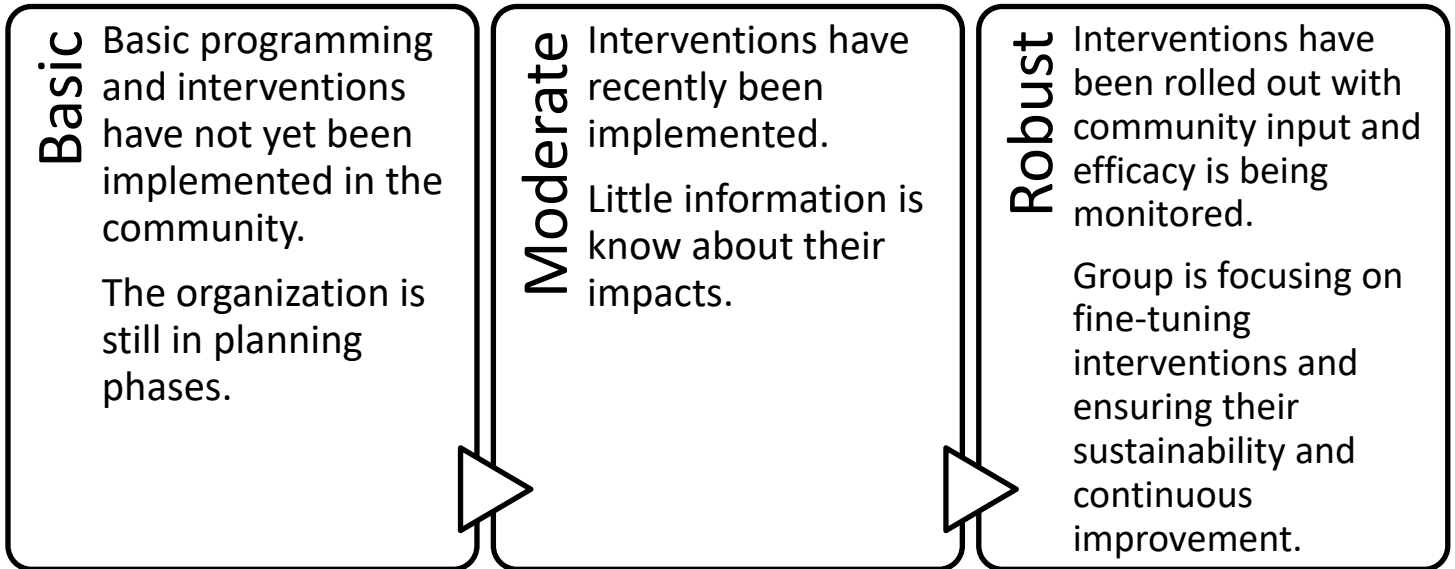 Basic
Basic programming
and interventions
have not yet been
implemented in the
community.
The organization is
still in planning
phases.
Moderate
Interventions have
recently been
implemented.
Little information is
know about their
impacts.
Robust
Interventions have
been rolled out with
community input and
efficacy is being
monitored.
Group is focusing on
fine-tuning
interventions and
ensuring their
sustainability and
continuous
improvement.